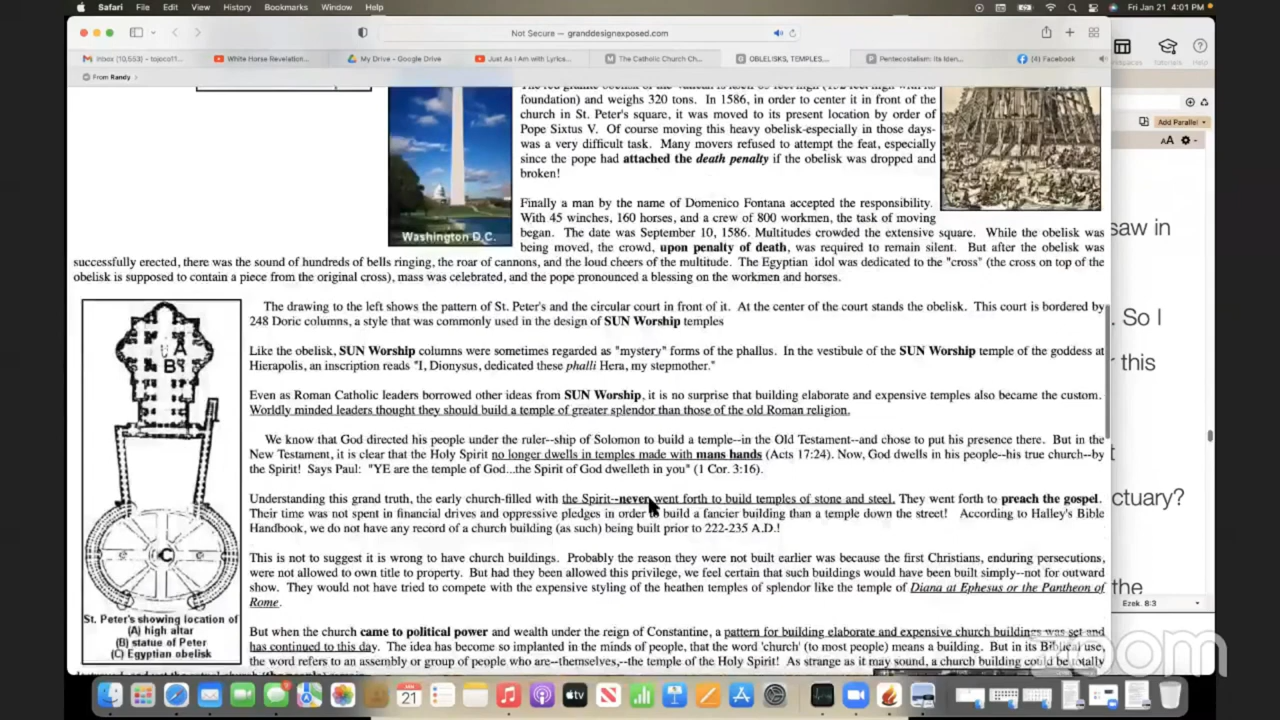 Safari File Edit View History Bookmarks Window Help
Fri Jan 21 4:01 PM
Not Secure — granddesignexposed.com
White Horse Revelation...
My Drive - Google Drive
Just As I Am with Lyrics...
The Catholic Church Ch...
OBLELISKS, TEMPLES,...
Pentecostalism: Its Iden...
(4) Facebook
From Randy
foundation) and weighs 320 tons. In 1586, in order to center it in front of the
church in St. Peter's square, it was moved to its present location by order of
Pope Sixtus V. Of course moving this heavy obelisk-especially in those days-
was a very difficult task. Many movers refused to attempt the feat, especially
since the pope had attached the death penalty if the obelisk was dropped and
broken!
Washington D.C.
Finally a man by the name of Domenico Fontana accepted the responsibility.
With 45 winches, 160 horses, and a crew of 800 workmen, the task of moving
began. The date was September 10, 1586. Multitudes crowded the extensive square. While the obelisk was
being moved, the crowd, upon penalty of death, was required to remain silent. But after the obelisk was
successfully erected, there was the sound of hundreds of bells ringing, the roar of cannons, and the loud cheers of the multitude. The Egyptian idol was dedicated to the "cross" (the cross on top of the
obelisk is supposed to contain a piece from the original cross), mass was celebrated, and the pope pronounced a blessing on the workmen and horses.
The drawing to the left shows the pattern of St. Peter's and the circular court in front of it. At the center of the court stands the obelisk. This court is bordered by
248 Doric columns, a style that was commonly used in the design of SUN Worship temples
Like the obelisk, SUN Worship columns were sometimes regarded as "mystery" forms of the phallus. In the vestibule of the SUN Worship temple of the goddess at
Hierapolis, an inscription reads "I, Dionysus, dedicated these phalli Hera, my stepmother."
Even as Roman Catholic leaders borrowed other ideas from SUN Worship, it is no surprise that building elaborate and expensive temples also became the custom.
Worldly minded leaders thought they should build a temple of greater splendor than those of the old Roman religion.
We know that God directed his people under the ruler--ship of Solomon to build a temple--in the Old Testament--and chose to put his presence there. But in the
New Testament, it is clear that the Holy Spirit no longer dwells in temples made with mans hands (Acts 17:24). Now, God dwells in his people--his true church--by
the Spirit! Says Paul: "YE are the temple of God...the Spirit of God dwelleth in you" (1 Cor. 3:16).
Understanding this grand truth, the early church-filled with the Spirit--never went forth to build temples of stone and steel. They went forth to preach the gospel.
Their time was not spent in financial drives and oppressive pledges in order to build a fancier building than a temple down the street! According to Halley's Bible
Handbook, we do not have any record of a church building (as such) being built prior to 222-235 A.D.!
This is not to suggest it is wrong to have church buildings. Probably the reason they were not built earlier was because the first Christians, enduring persecutions,
were not allowed to own title to property. But had they been allowed this privilege, we feel certain that such buildings would have been built simply--not for outward
show. They would not have tried to compete with the expensive styling of the heathen temples of splendor like the temple of Diana at Ephesus or the Pantheon of
Rome.
But when the church came to political power and wealth under the reign of Constantine, a pattern for building elaborate and expensive church buildings was set and
has continued to this day. The idea has become so implanted in the minds of people, that the word 'church' (to most people) means a building. But in its Biblical use,
the word refers to an assembly or group of people who are--themselves,--the temple of the Holy Spirit! As strange as it may sound, a church building could be totally
A
B
C
St. Peter's showing location of
(A) high altar
(B) statue of Peter
(C) Egyptian obelisk
tutorials
Help
Add Parallel
AA
saw in
. So I
this
ctuary?
the
Ezek. 8:3
JAN
21
tv
zoom